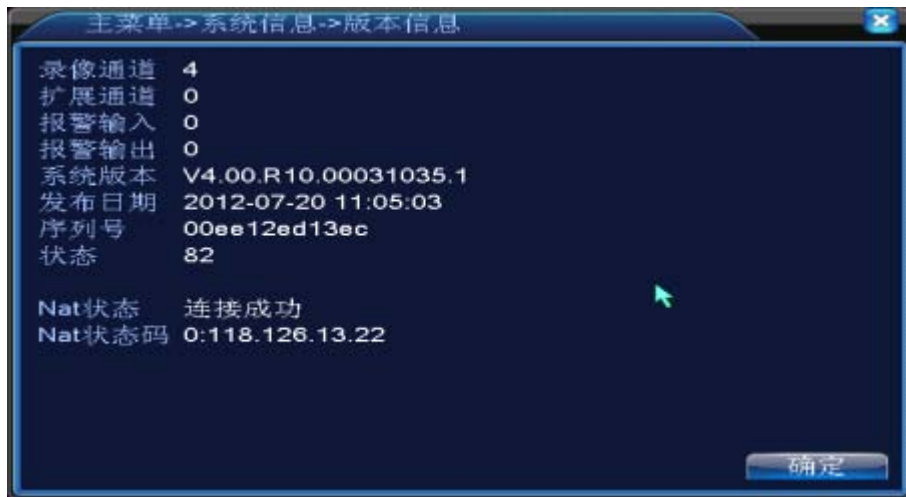 主菜单->系统信息->版本信息
录像通道 4
扩展通道 0
报警输入 0
报警输出 0
系统版本 V4.00.R10.00031035.1
发布日期 2012-07-20 11:05:03
序列号 00ee12ed13ec
状态 82
Nat状态 连接成功
Nat状态码 0:118.126.13.22
确定